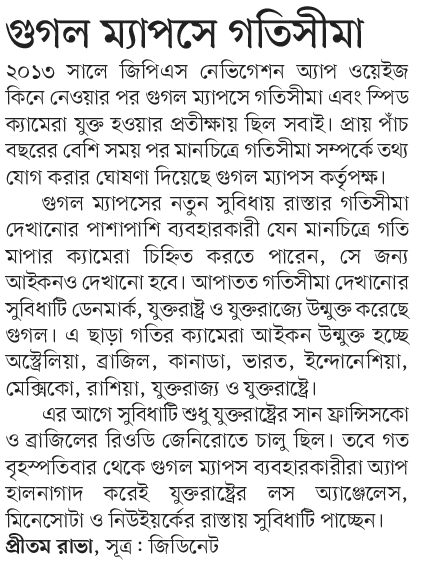 গুগল ম্যাপসে গতিসীমা
২০১৩ সালে জিপিএস নেভিগেশন অ্যাপ ওয়েইজ
কিনে নেওয়ার পর গুগল ম্যাপসে গতিসীমা এবং স্পিড
ক্যামেরা যুক্ত হওয়ার প্রতীক্ষায় ছিল সবাই। প্রায় পাঁচ
বছরের বেশি সময় পর মানচিত্রে গতিসীমা সম্পর্কে তথ্য
যোগ করার ঘোষণা দিয়েছে গুগল ম্যাপস কর্তৃপক্ষ।
গুগল ম্যাপসের নতুন সুবিধায় রাস্তার গতিসীমা
দেখানোর পাশাপাশি ব্যবহারকারী যেন মানচিত্রে গতি
মাপার ক্যামেরা চিহ্নিত করতে পারেন, সে জন্য
আইকনও দেখানো হবে। আপাতত গতিসীমা দেখানোর
সুবিধাটি ডেনমার্ক, যুক্তরাষ্ট্র ও যুক্তরাজ্যে উন্মুক্ত করেছে
গুগল। এ ছাড়া গতির ক্যামেরা আইকন উন্মুক্ত হচ্ছে
অস্ট্রেলিয়া, ব্রাজিল, কানাডা, ভারত, ইন্দোনেশিয়া,
মেক্সিকো, রাশিয়া, যুক্তরাজ্য ও যুক্তরাষ্ট্রে।
এর আগে সুবিধাটি শুধু যুক্তরাষ্ট্রের সান ফ্রান্সিসকো
ও ব্রাজিলের রিওডি জেনিরোতে চালু ছিল। তবে গত
বৃহস্পতিবার থেকে গুগল ম্যাপস ব্যবহারকারীরা অ্যাপ
হালনাগাদ করেই যুক্তরাষ্ট্রের লস অ্যাঞ্জেলেস,
মিনেসোটা ও নিউইয়র্কের রাস্তায় সুবিধাটি পাচ্ছেন।
প্রীতম রাভা, সূত্র : জিডিনেট